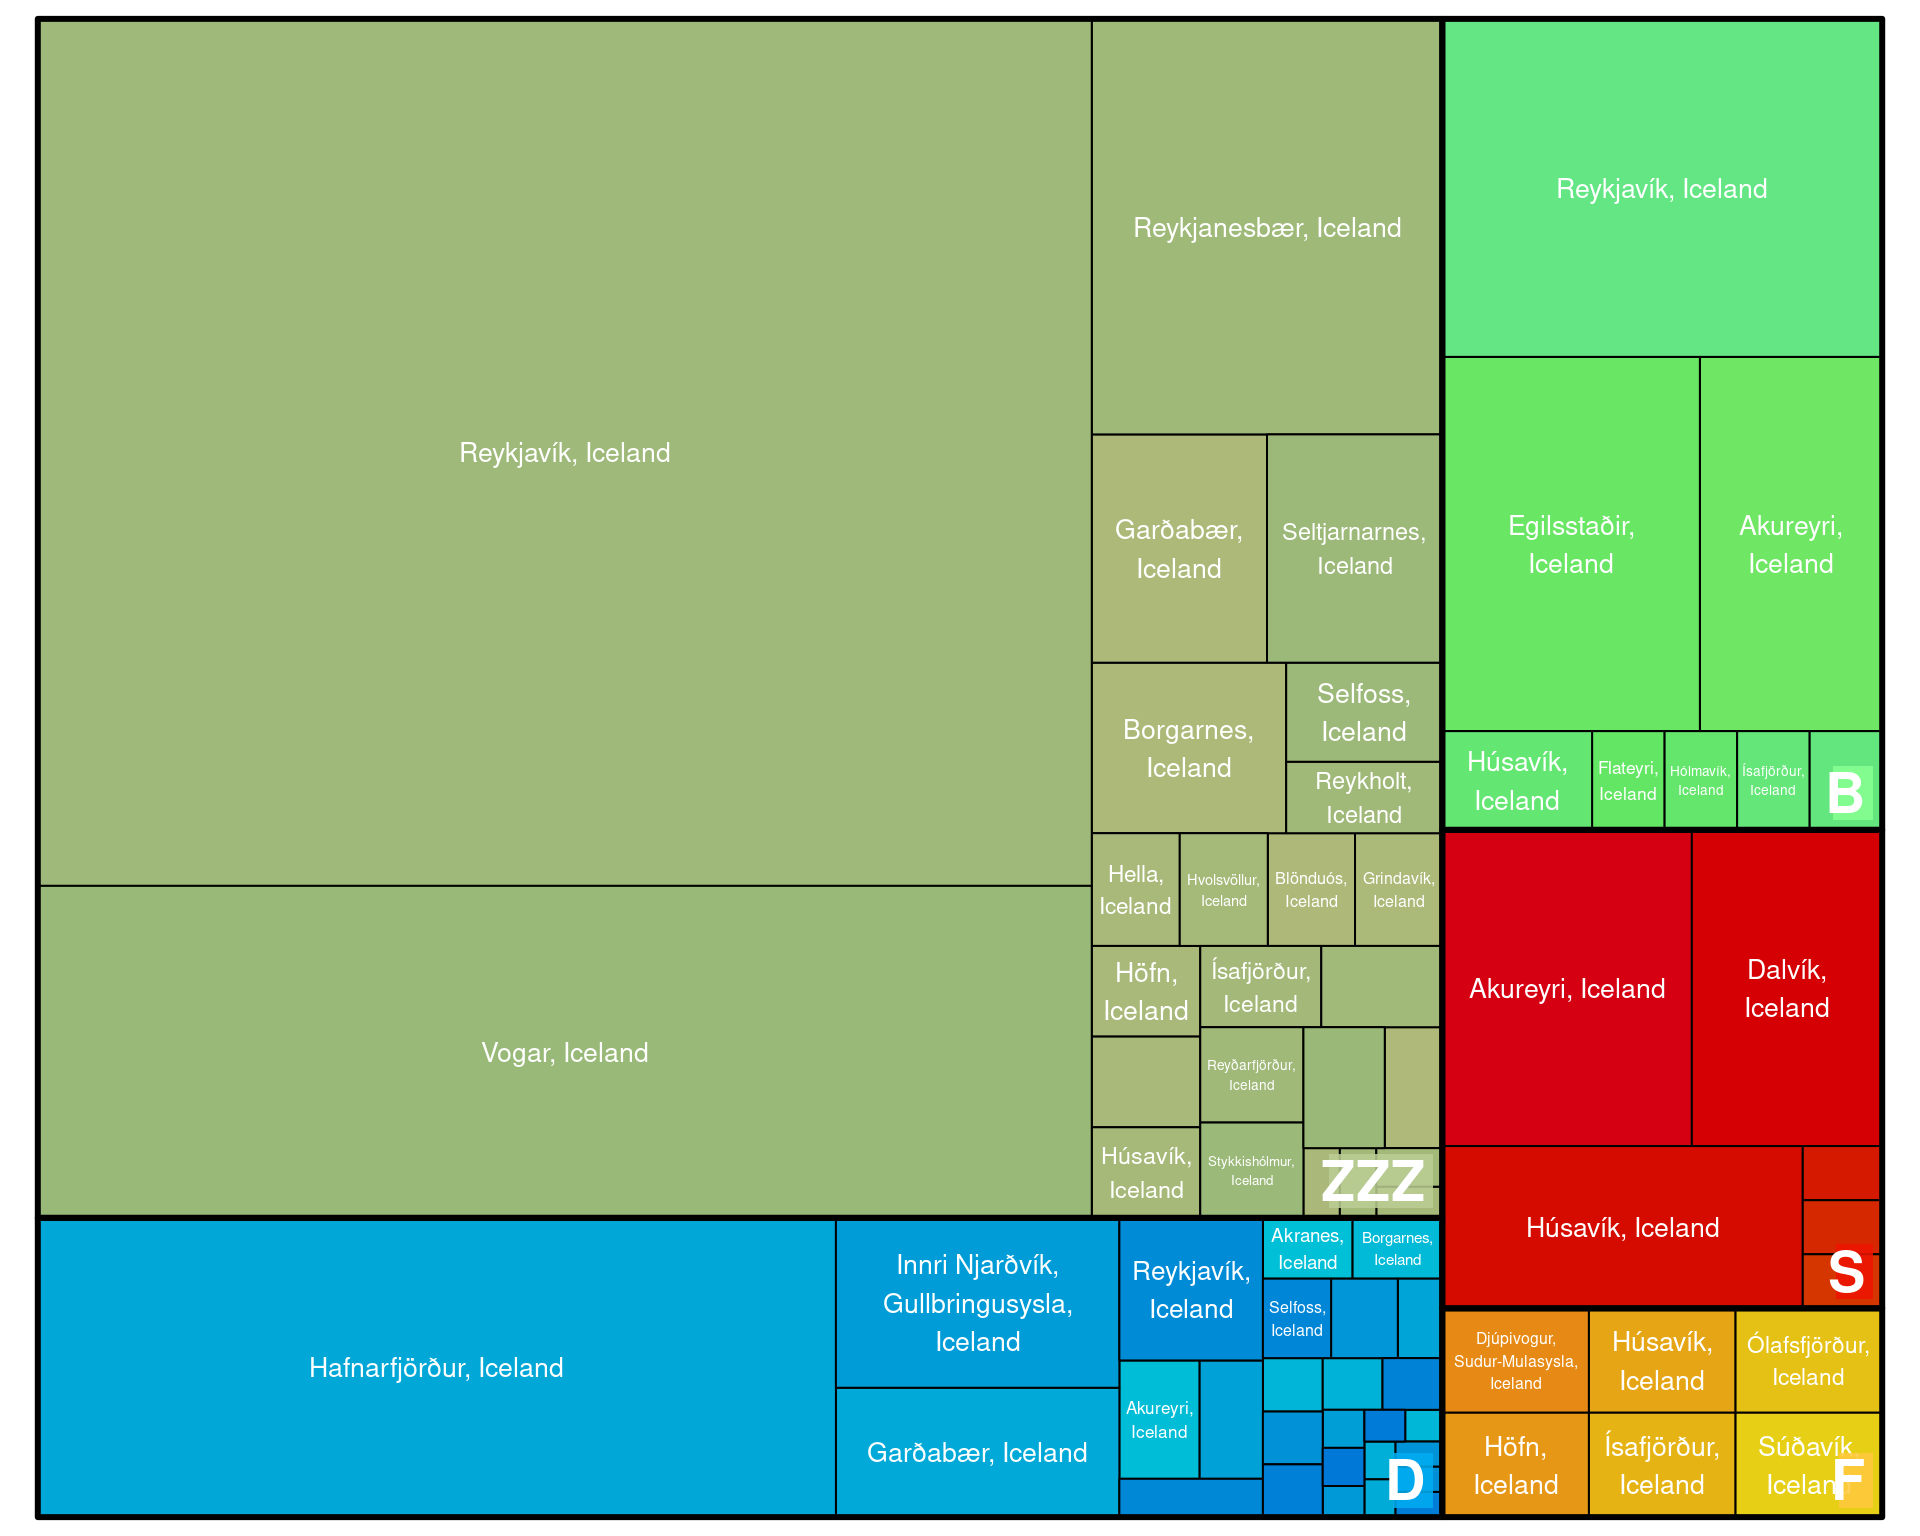 Reykjavík, Iceland
Vogar, Iceland
Reykjanesbær, Iceland
Garðabær,
Iceland
Seltjarnarnes,
Iceland
Borgarnes,
Iceland
Selfoss,
Iceland
Reykholt,
Iceland
Hella,
Iceland
Hvolsvöllur,
Iceland
Blönduós,
Iceland
Grindavík,
Iceland
Höfn,
Iceland
Ísafjörður,
Iceland
Reyðarfjörður,
Iceland
Húsavík,
Iceland
Stykkishólmur,
Iceland
ZZZ
Reykjavík, Iceland
Egilsstaðir,
Iceland
Akureyri,
Iceland
Húsavík,
Iceland
Flateyri,
Iceland
Hólmavík,
Iceland
Ísafjörður,
Iceland
B
Akureyri, Iceland
Dalvík,
Iceland
Húsavík, Iceland
S
Hafnarfjörður, Iceland
Innri Njarðvík,
Gullbringusysla,
Iceland
Garðabær, Iceland
Reykjavík,
Iceland
Akureyri,
Iceland
Akranes,
Iceland
Borgarnes,
Iceland
Selfoss,
Iceland
D
Djúpivogur,
Sudur-Mulasysla,
Iceland
Húsavík,
Iceland
Ólafsfjörður,
Iceland
Höfn,
Iceland
Ísafjörður,
Iceland
Súðavík,
Iceland
F